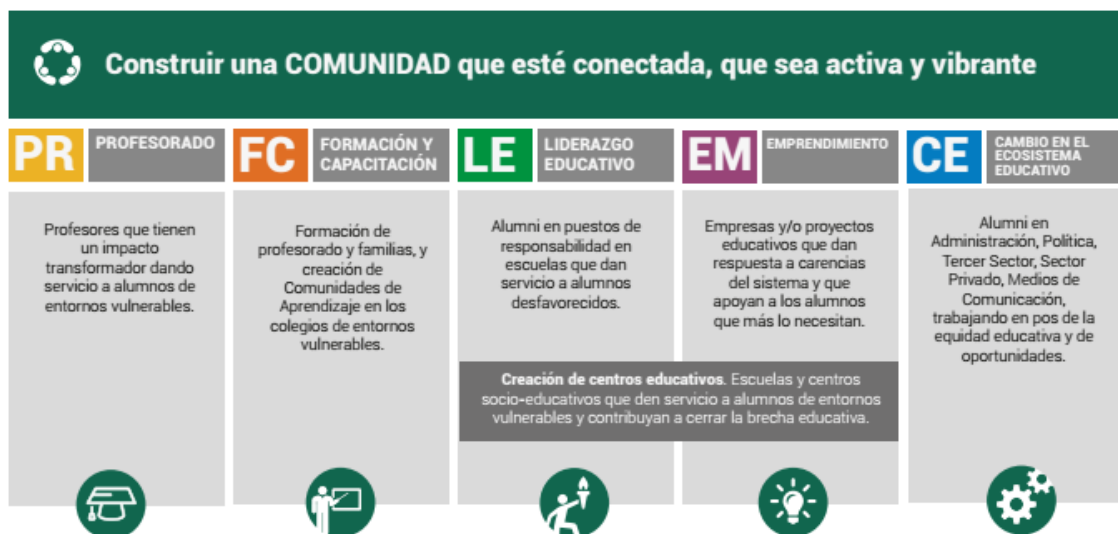 Construir una COMUNIDAD que esté conectada, que sea activa y vibrante
PR
PROFESORADO
Profesores que tienen
un impacto
transformador dando
servicio a alumnos de
entornos vulnerables.
FC
FORMACIÓN Y
CAPACITACIÓN
Formación de
profesorado y familias, y
creación de
Comunidades de
Aprendizaje en los
colegios de entornos
vulnerables.
LE
LIDERAZGO
EDUCATIVO
Alumni en puestos de
responsabilidad en
escuelas que dan
servicio a alumnos
desfavorecidos.
EM
EMPRENDIMIENTO
Empresas y/o proyectos
educativos que dan
respuesta a carencias
del sistema y que
apoyan a los alumnos
que más lo necesitan.
Creación de centros educativos. Escuelas y centros
socio-educativos que den servicio a alumnos de entornos
vulnerables y contribuyan a cerrar la brecha educativa.
CE
CAMBIO EN EL
ECOSISTEMA
EDUCATIVO
Alumni en
Administración, Política,
Tercer Sector, Sector
Privado, Medios de
Comunicación,
trabajando en pos de la
equidad educativa y de
oportunidades.